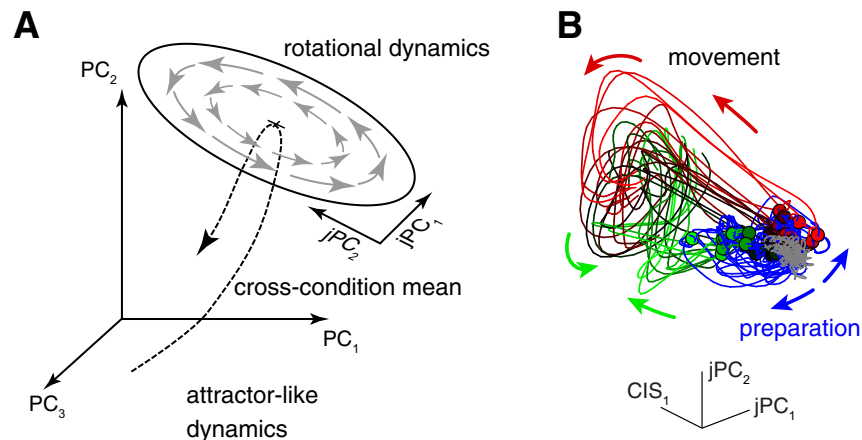 A
rotational dynamics
PC2
jPC2
jPC1
cross-condition mean
PC1
PC3
attractor-like
dynamics
B
movement
preparation
jPC2
CIS1
jPC1